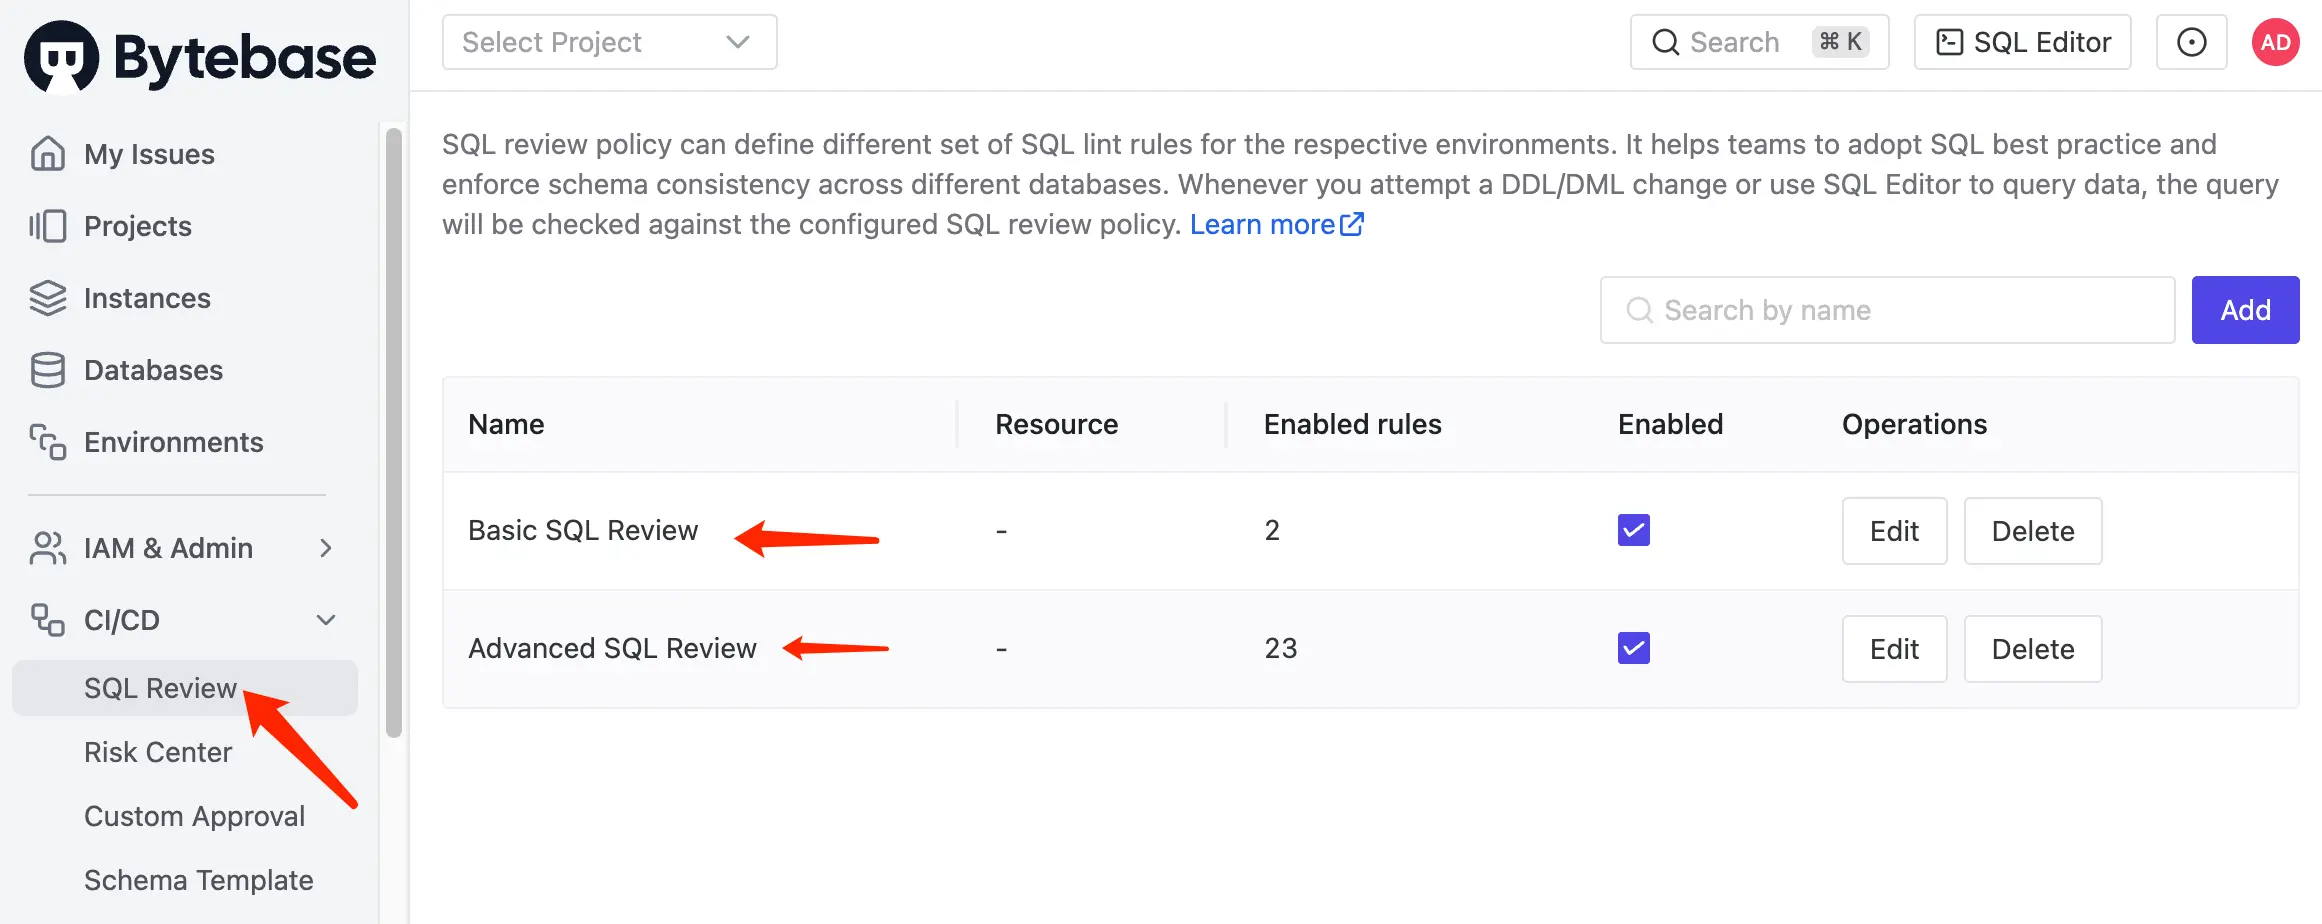 Bytebase
Select Project
Search ⌘ K
SQL Editor
AD
My Issues
Projects
Instances
Databases
Environments
IAM & Admin
CI/CD
SQL Review
Risk Center
Custom Approval
Schema Template
SQL review policy can define different set of SQL lint rules for the respective environments. It helps teams to adopt SQL best practice and
enforce schema consistency across different databases. Whenever you attempt a DDL/DML change or use SQL Editor to query data, the query
will be checked against the configured SQL review policy. Learn more
Search by name
Add
Name Resource Enabled rules Enabled Operations
Basic SQL Review - 2 Edit Delete
Advanced SQL Review - 23 Edit Delete